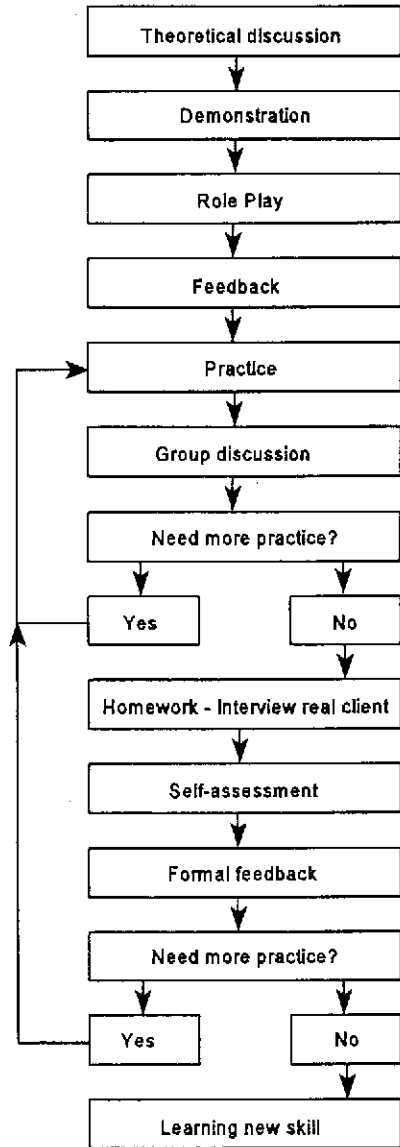 Theoretical discussion
Demonstration
Role Play
Feedback
Practice
Group discussion
Need more practice?
Yes
No
Homework - Interview real client
Self-assessment
Formal feedback
Need more practice?
Yes
No
Learning new skill